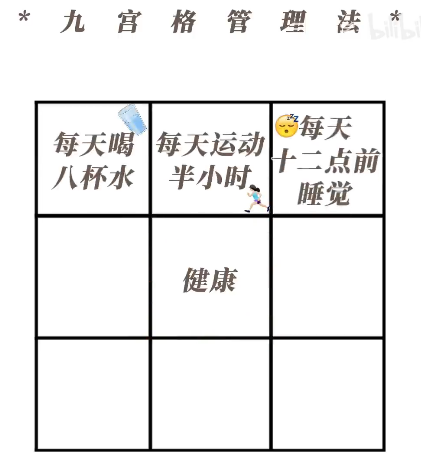 * 九 宫 格 管 理 法 *
bilibili
每天喝
八杯水
每天运动
半小时
每天
十二点前
睡觉
健康